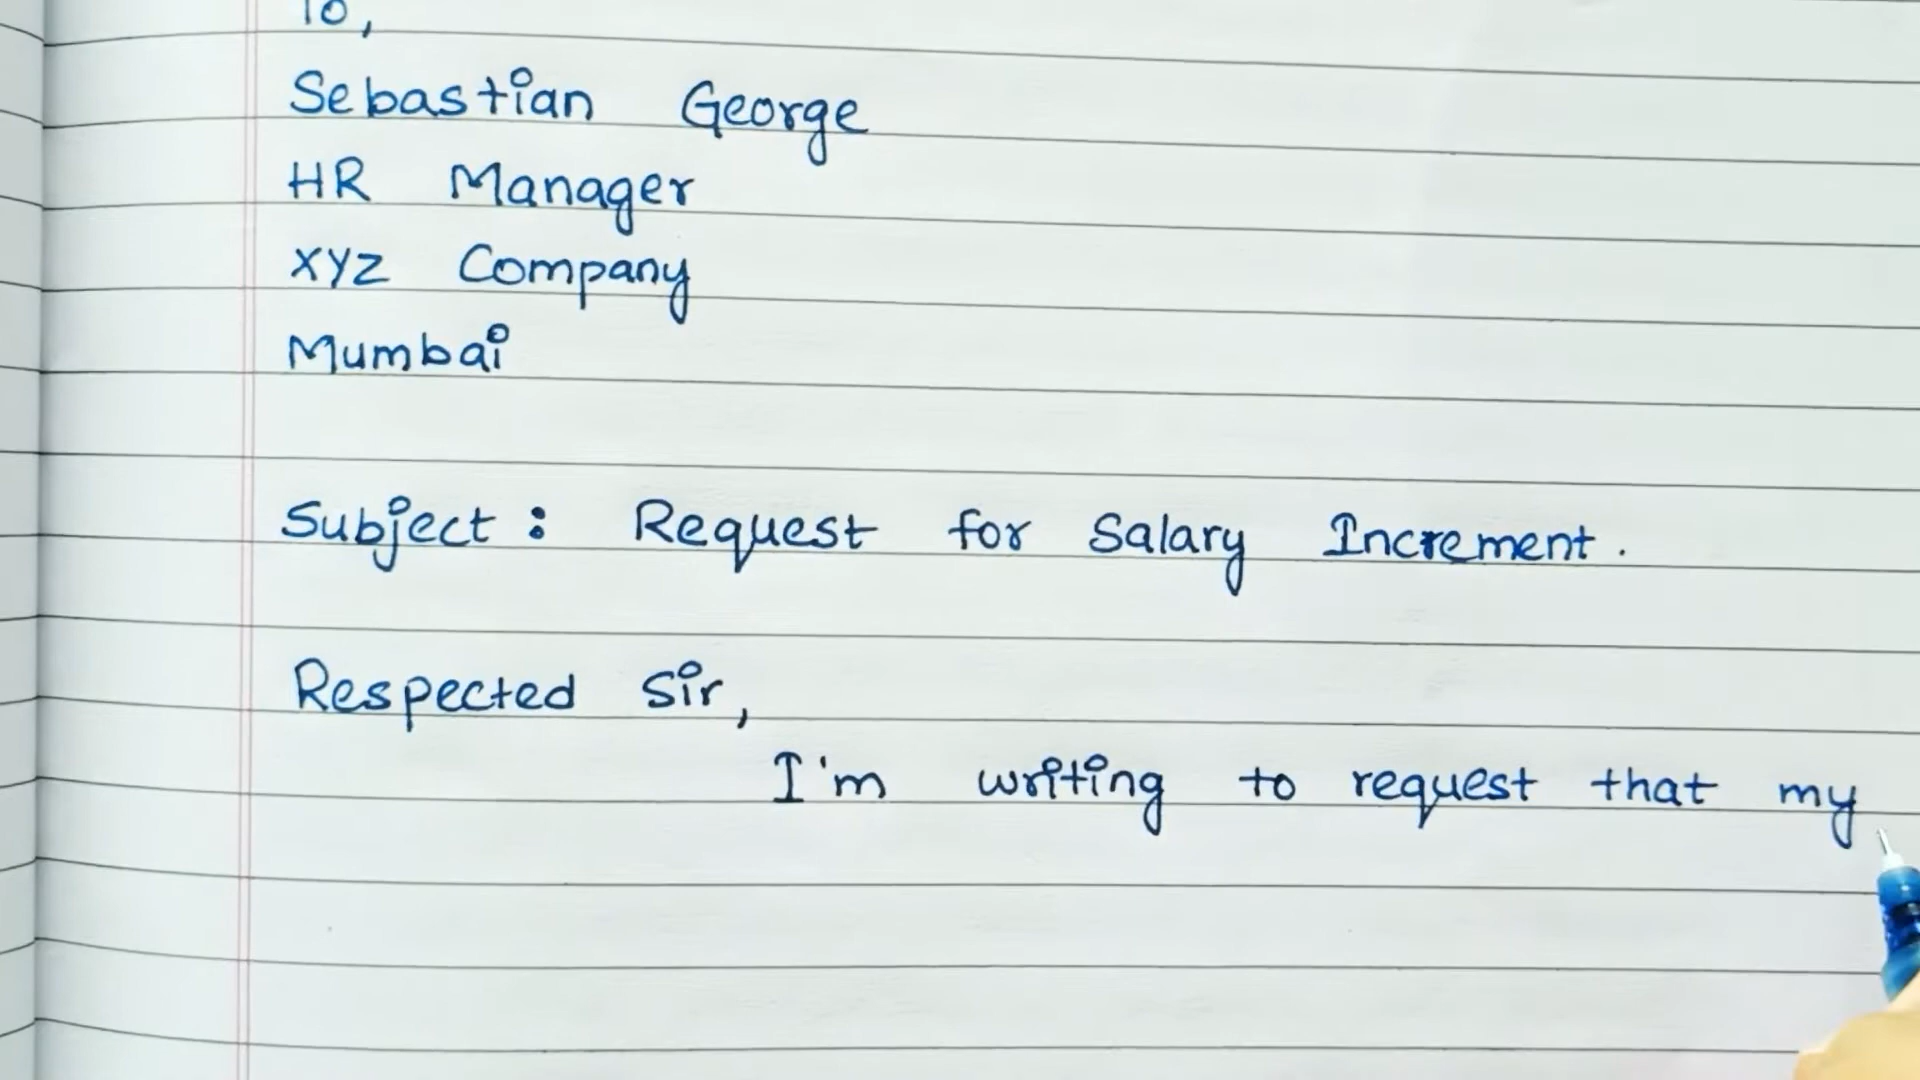 To,
Sebastian George
HR Manager
XYZ Company
Mumbai
Subject : Request for Salary Increment.
Respected Sir,
I'm writing to request that my